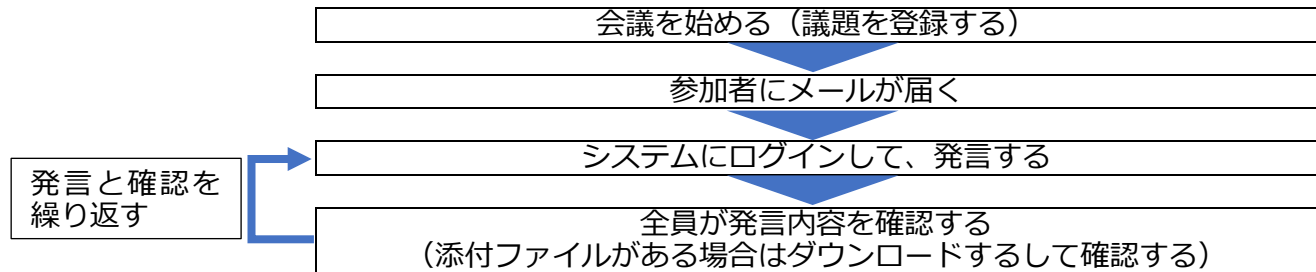 会議を始める（議題を登録する）
参加者にメールが届く
システムにログインして、発言する
発言と確認を
繰り返す
全員が発言内容を確認する
（添付ファイルがある場合はダウンロードするして確認する）